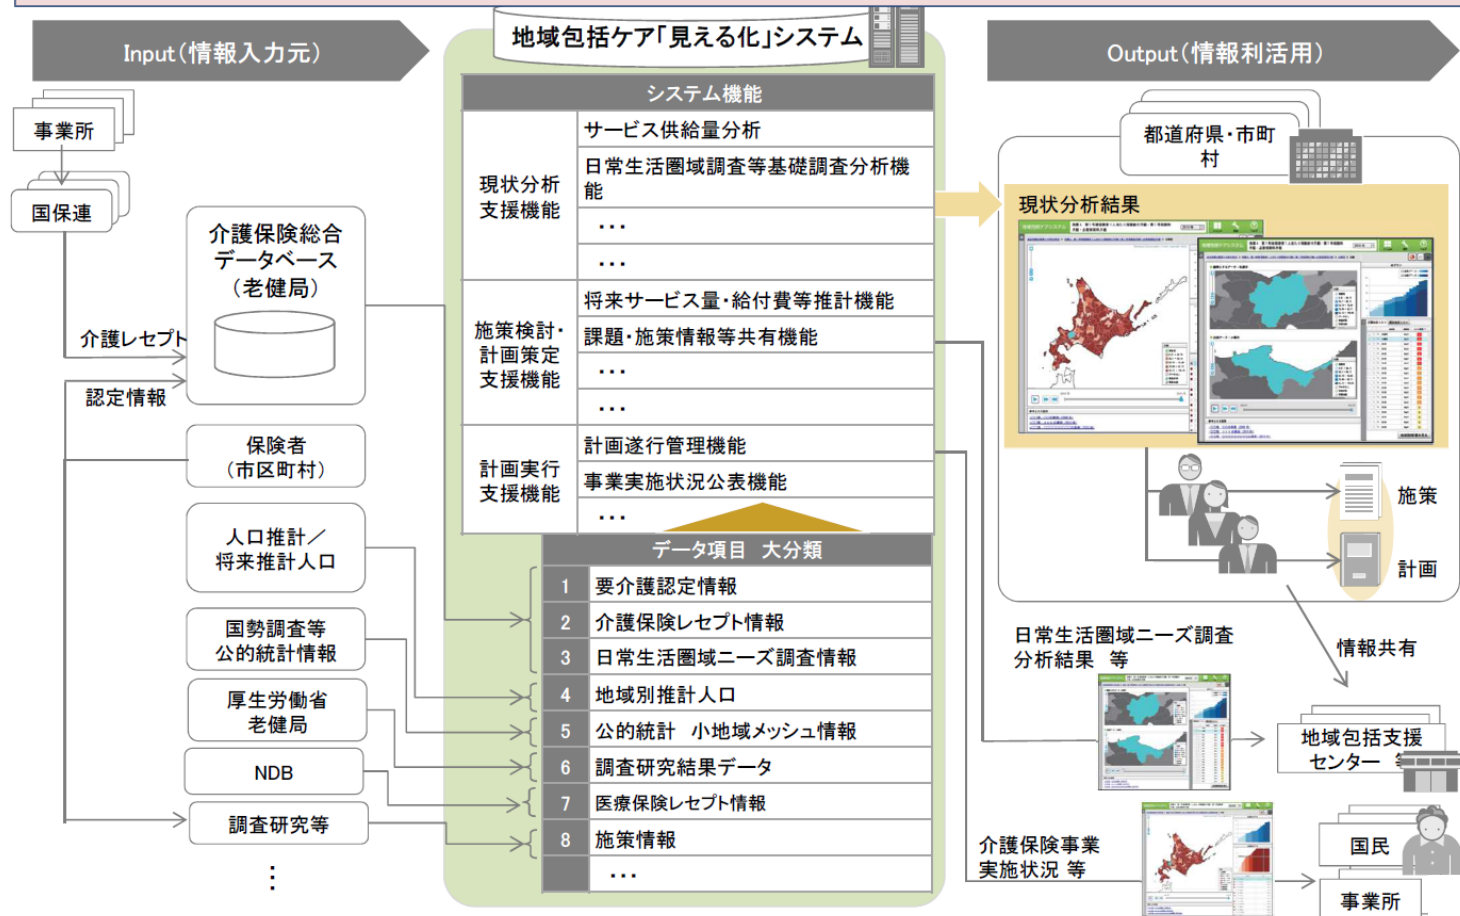 Input（情報入力元）
地域包括ケア「見える化」システム
Output（情報利活用）
事業所
国保連
介護保険総合
データベース
（老健局）
介護レセプト
認定情報
保険者
（市区町村）
人口推計／
将来推計人口
国勢調査等
公的統計情報
厚生労働省
老健局
NDB
調査研究等
⋮
システム機能
現状分析
支援機能
サービス供給量分析
日常生活圏域調査等基礎調査分析機
能
・・・
・・・
施策検討・
計画策定
支援機能
将来サービス量・給付費等推計機能
課題・施策情報等共有機能
・・・
・・・
計画実行
支援機能
計画遂行管理機能
事業実施状況公表機能
・・・
データ項目　大分類
1 要介護認定情報
2 介護保険レセプト情報
3 日常生活圏域ニーズ調査情報
4 地域別推計人口
5 公的統計　小地域メッシュ情報
6 調査研究結果データ
7 医療保険レセプト情報
8 施策情報
・・・
都道府県・市町
村
現状分析結果
施策
計画
日常生活圏域ニーズ調査
分析結果　等
情報共有
地域包括支援
センター
介護保険事業
実施状況 等
国民
事業所